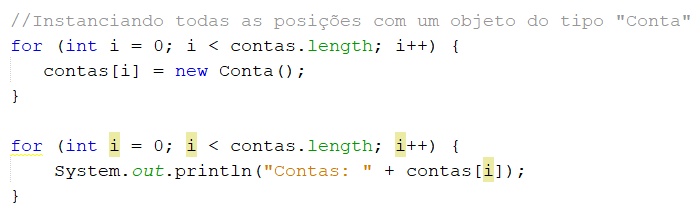 //Instanciando todas as posições com um objeto do tipo "Conta"
for (int i = 0; i < contas.length; i++) {
   contas[i] = new Conta();
}

for (int i = 0; i < contas.length; i++) {
    System.out.println("Contas: " + contas[i]);
}